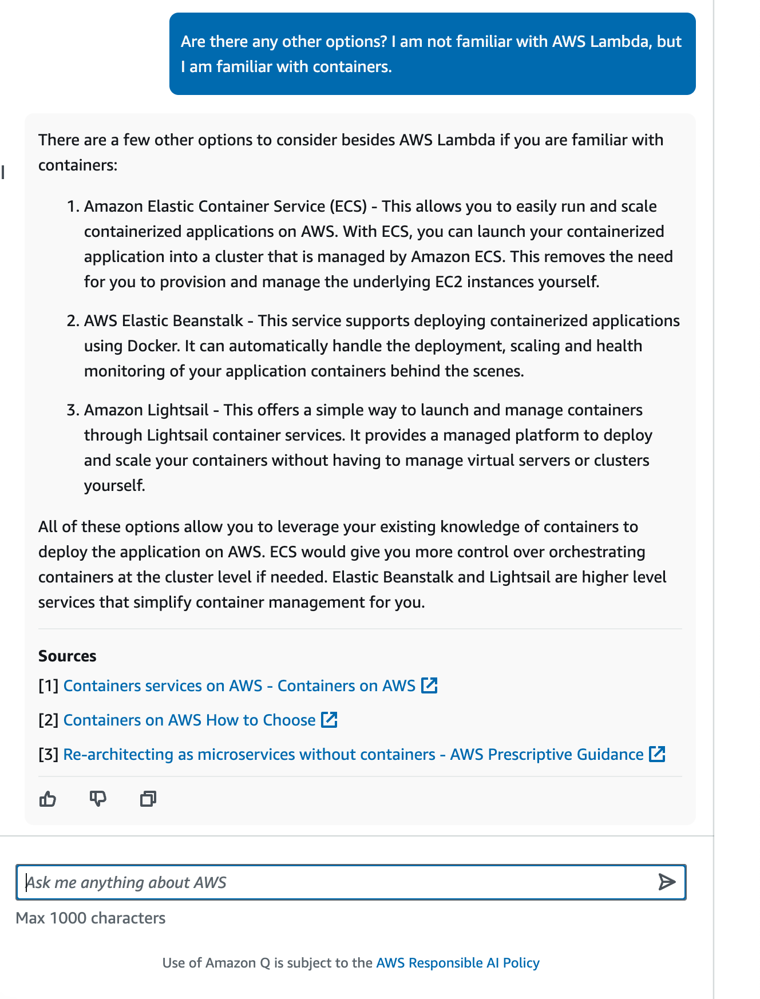 Are there any other options? I am not familiar with AWS Lambda, but
I am familiar with containers.
There are a few other options to consider besides AWS Lambda if you are familiar with
containers:
1. Amazon Elastic Container Service (ECS) - This allows you to easily run and scale
containerized applications on AWS. With ECS, you can launch your containerized
application into a cluster that is managed by Amazon ECS. This removes the need
for you to provision and manage the underlying EC2 instances yourself.
2. AWS Elastic Beanstalk - This service supports deploying containerized applications
using Docker. It can automatically handle the deployment, scaling and health
monitoring of your application containers behind the scenes.
3. Amazon Lightsail - This offers a simple way to launch and manage containers
through Lightsail container services. It provides a managed platform to deploy
and scale your containers without having to manage virtual servers or clusters
yourself.
All of these options allow you to leverage your existing knowledge of containers to
deploy the application on AWS. ECS would give you more control over orchestrating
containers at the cluster level if needed. Elastic Beanstalk and Lightsail are higher level
services that simplify container management for you.
Sources
[1] Containers services on AWS - Containers on AWS
[2] Containers on AWS How to Choose
[3] Re-architecting as microservices without containers - AWS Prescriptive Guidance
Ask me anything about AWS
Max 1000 characters
Use of Amazon Q is subject to the AWS Responsible AI Policy